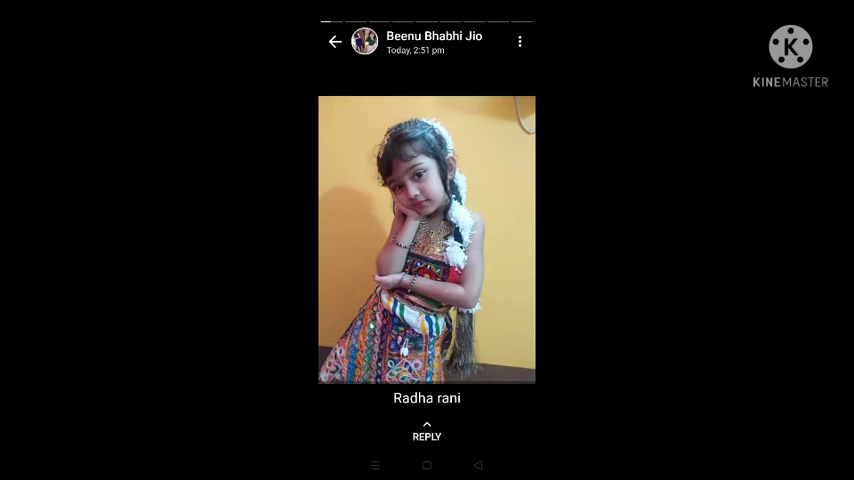 Beenu Bhabhi Jio
Today, 2:51 pm
KINEMASTER
Radha rani
REPLY